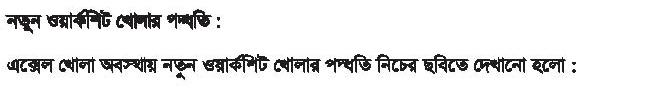 নতুন ওয়ার্কশিট খোলার পদ্ধতি :
এক্সেল খোলা অবস্থায় নতুন ওয়ার্কশিট খোলার পদ্ধতি নিচের ছবিতে দেখানো হলো :